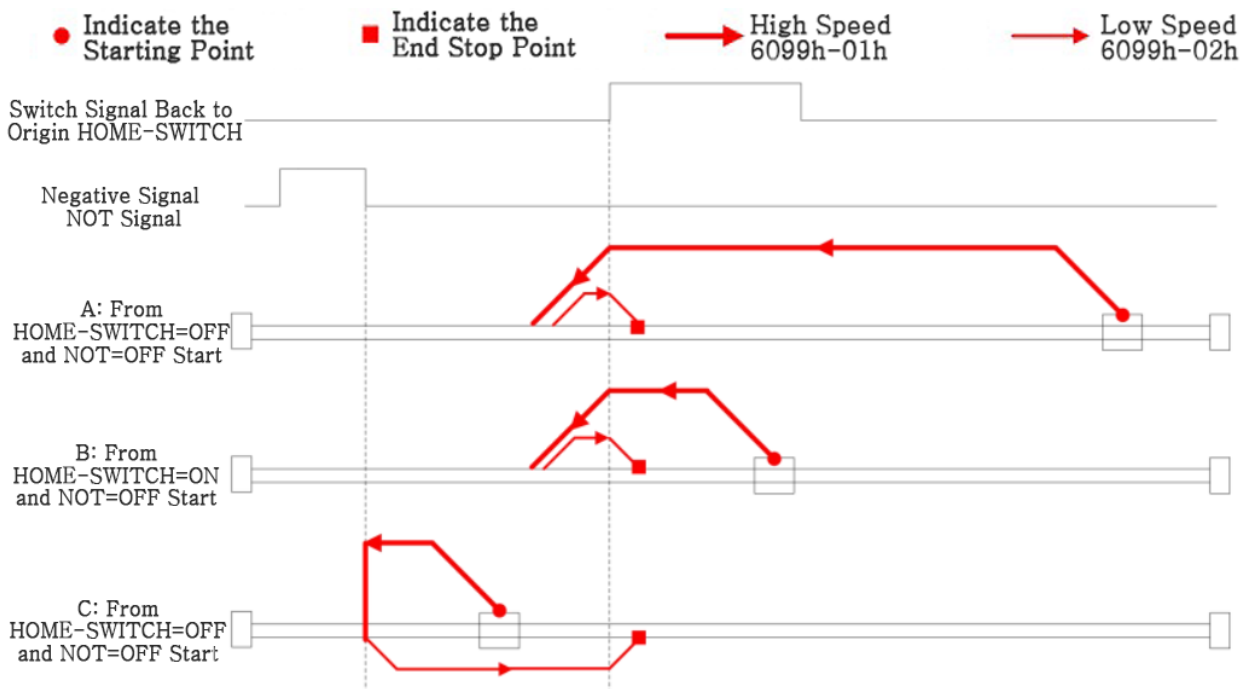 Indicate the
Starting Point
Indicate the
End Stop Point
High Speed
6099h-01h
Low Speed
6099h-02h
Switch Signal Back to
Origin HOME-SWITCH
Negative Signal
NOT Signal
A: From
HOME-SWITCH=OFF
and NOT=OFF Start
B: From
HOME-SWITCH=ON
and NOT=OFF Start
C: From
HOME-SWITCH=OFF
and NOT=OFF Start